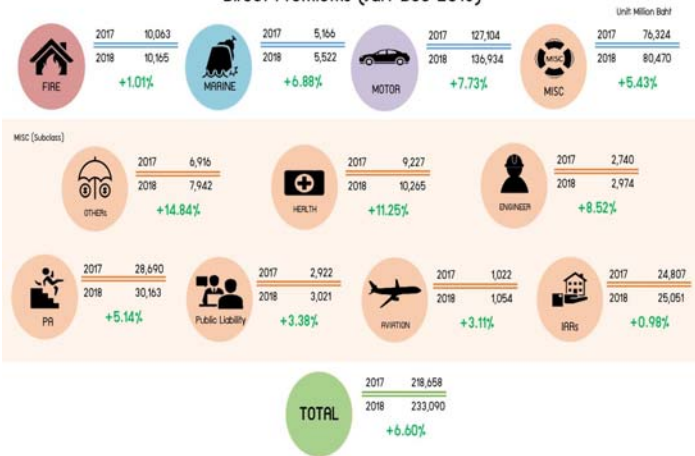 Unit Million Baht
FIRE
2017 10,063
2018 10,165
+1.01%
MARINE
2017 5,166
2018 5,522
+6.88%
MOTOR
2017 127,104
2018 136,934
+7.73%
MISC
MISC
2017 76,324
2018 80,470
+5.43%
MISC (Subclass)
OTHERs
2017 6,916
2018 7,942
+14.84%
HEALTH
2017 9,227
2018 10,265
+11.25%
ENGINEER
2017 2,740
2018 2,974
+8.52%
PA
2017 28,690
2018 30,163
+5.14%
Public Liability
2017 2,922
2018 3,021
+3.38%
AVIATION
2017 1,022
2018 1,054
+3.11%
IARs
2017 24,807
2018 25,051
+0.98%
TOTAL
2017 218,658
2018 233,090
+6.60%